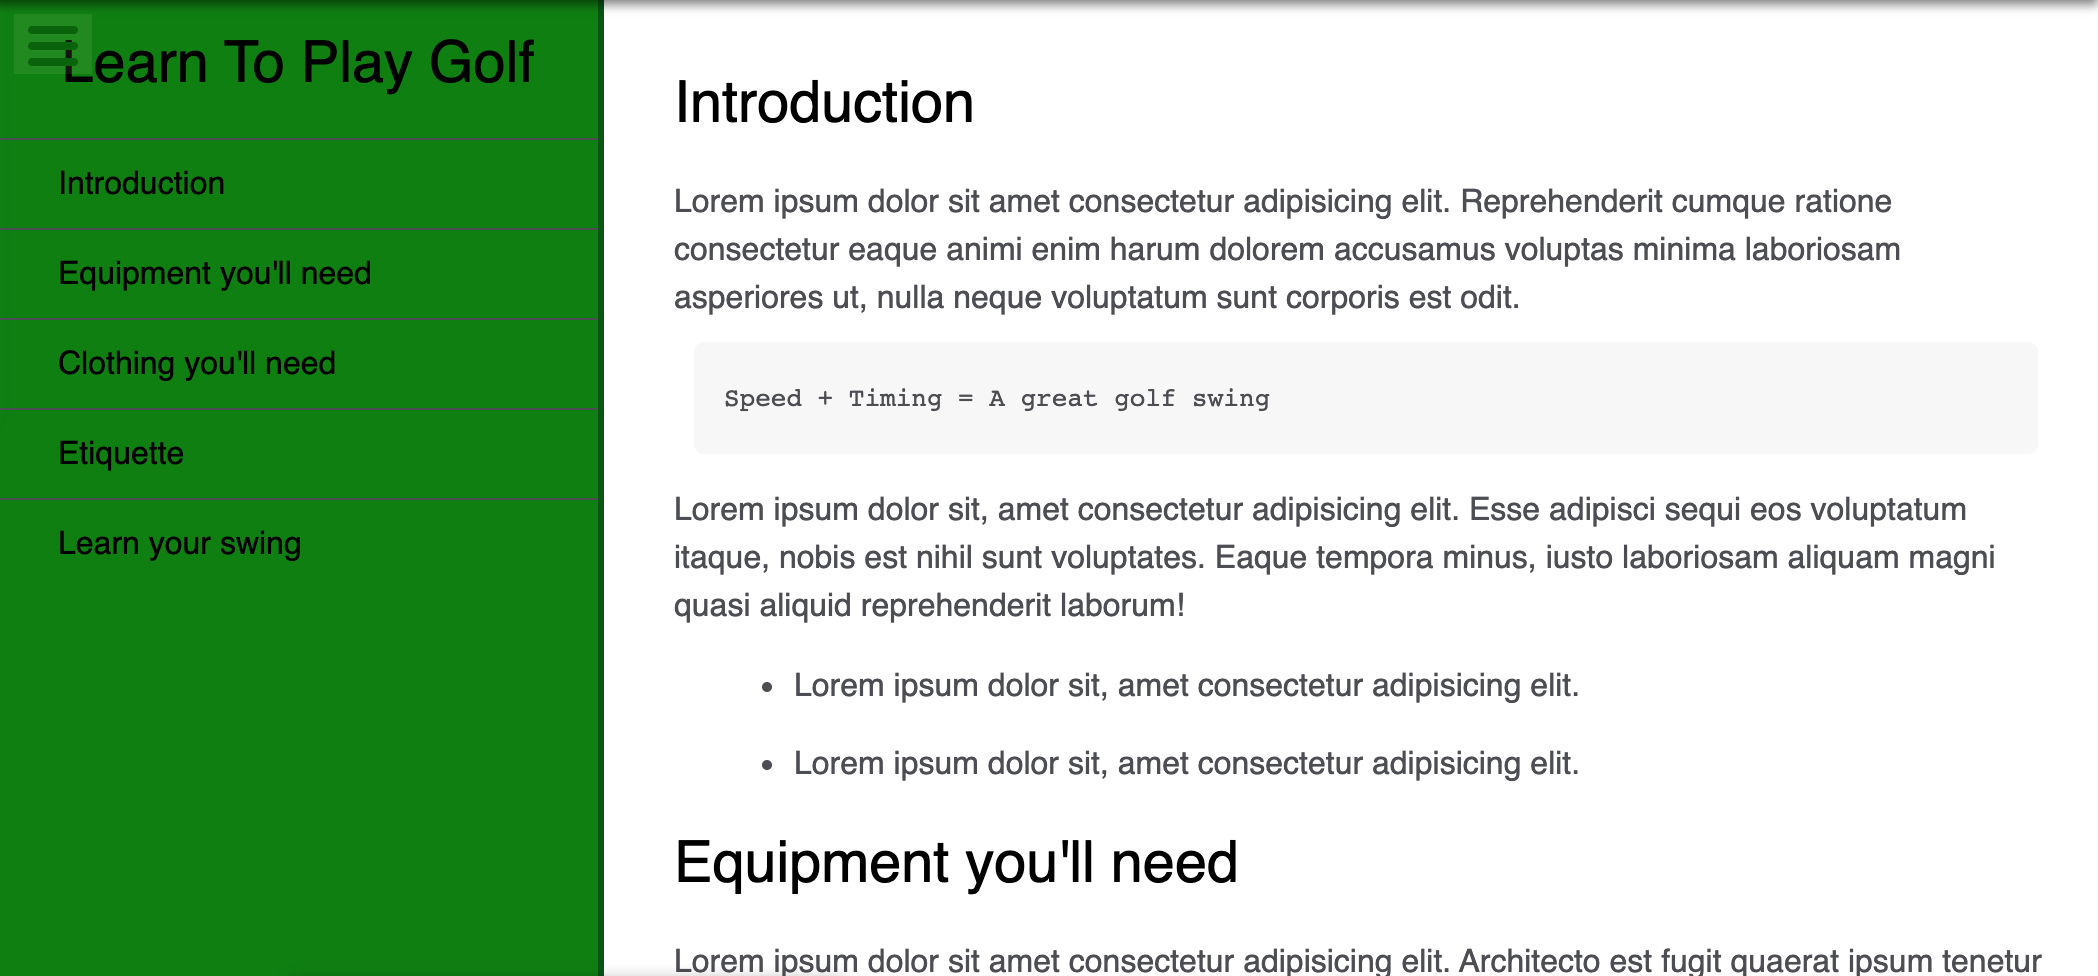 Learn To Play Golf
Introduction
Equipment you'll need
Clothing you'll need
Etiquette
Learn your swing
Introduction
Lorem ipsum dolor sit amet consectetur adipisicing elit. Reprehenderit cumque ratione
consectetur eaque animi enim harum dolorem accusamus voluptas minima laboriosam
asperiores ut, nulla neque voluptatum sunt corporis est odit.
Speed + Timing = A great golf swing
Lorem ipsum dolor sit, amet consectetur adipisicing elit. Esse adipisci sequi eos voluptatum
itaque, nobis est nihil sunt voluptates. Eaque tempora minus, iusto laboriosam aliquam magni
quasi aliquid reprehenderit laborum!
• Lorem ipsum dolor sit, amet consectetur adipisicing elit.
• Lorem ipsum dolor sit, amet consectetur adipisicing elit.
Equipment you'll need
Lorem ipsum dolor sit amet consectetur adipisicing elit. Architecto est fugit quaerat ipsum tenetur